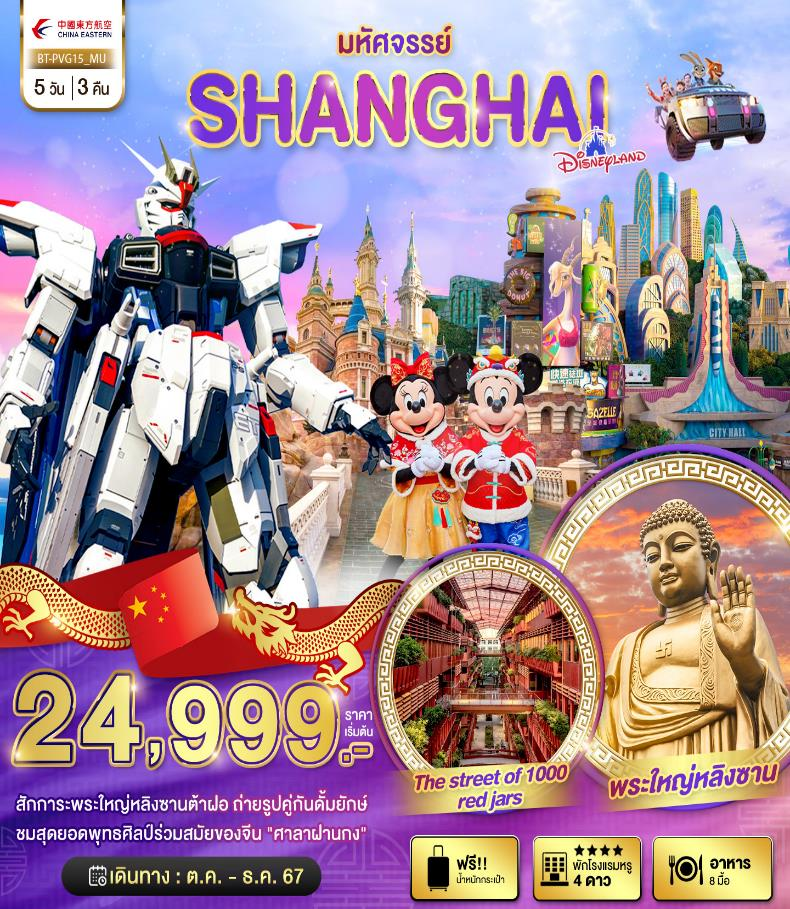 中國東方航空
CHINA EASTERN
BT-PVG15_MU
5 วัน 3 คืน
มหัศจรรย์
SHANGHAI
DISNEYLAND
THE BIG DONUT
快速徒步
GAZELLE
CITY HALL
24,999.-
ราคา
เริ่มต้น
The street of 1000
red jars
พระใหญ่หลิงซาน
สักการะพระใหญ่หลิงซานต้าฝอ ถ่ายรูปคู่กันดั้มยักษ์
ชมสุดยอดพุทธศิลป์ร่วมสมัยของจีน "ศาลาฝานกง"
เดินทาง : ต.ค. - ธ.ค. 67
ฟรี!!
น้ำหนักกระเป๋า
พักโรงแรมหรู
4 ดาว
อาหาร
8 มื้อ